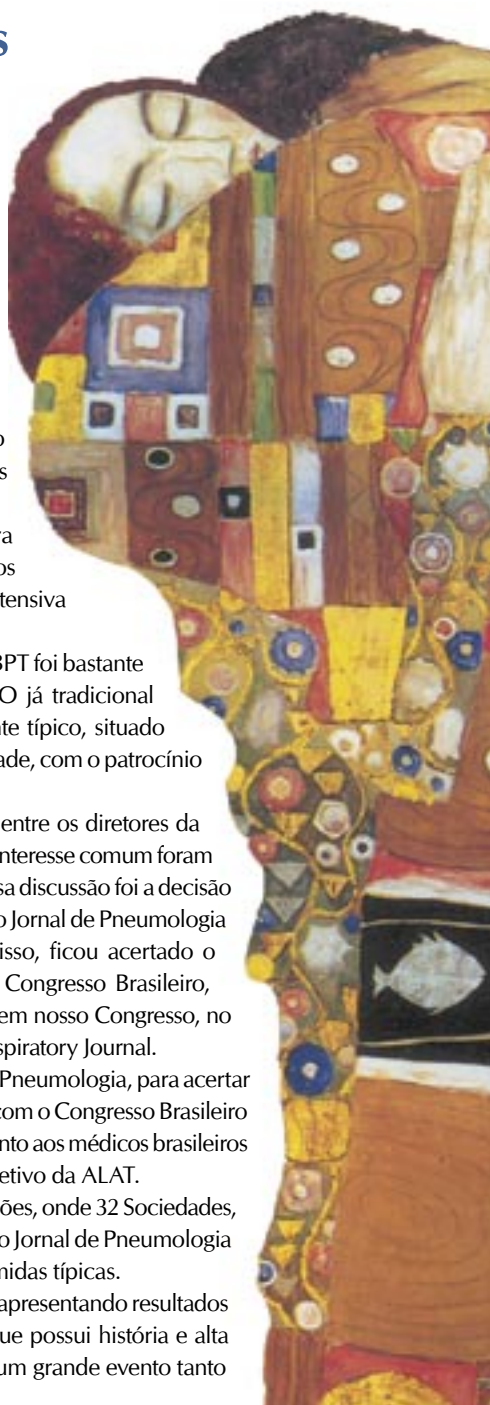 s
o
s
ra
os
tensiva
BPT foi bastante
O já tradicional
nte típico, situado
ade, com o patrocínio
entre os diretores da
interesse comum foram
sa discussão foi a decisão
o Jornal de Pneumologia
isso, ficou acertado o
Congresso Brasileiro,
em nosso Congresso, no
spiratory Journal.
Pneumologia, para acertar
com o Congresso Brasileiro
nto aos médicos brasileiros
etivo da ALAT.
ões, onde 32 Sociedades,
o Jornal de Pneumologia
midas típicas.
apresentando resultados
que possui história e alta
um grande evento tanto